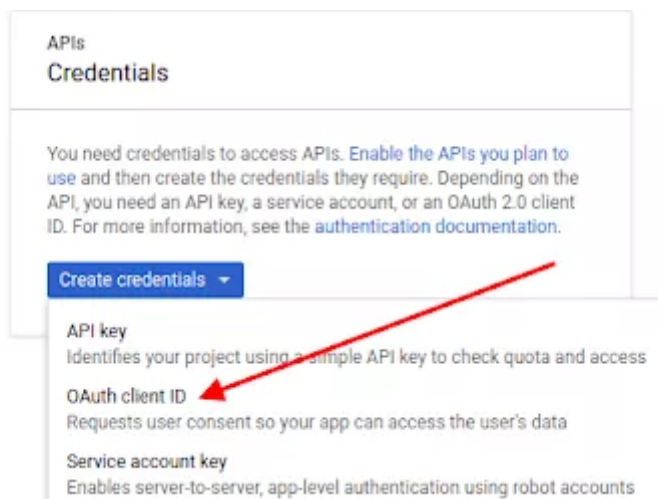 APIs
Credentials
You need credentials to access APIs. Enable the APIs you plan to
use and then create the credentials they require. Depending on the
API, you need an API key, a service account, or an OAuth 2.0 client
ID. For more information, see the authentication documentation.
Create credentials
API key
Identifies your project using a simple API key to check quota and access
OAuth client ID
Requests user consent so your app can access the user's data
Service account key
Enables server-to-server, app-level authentication using robot accounts